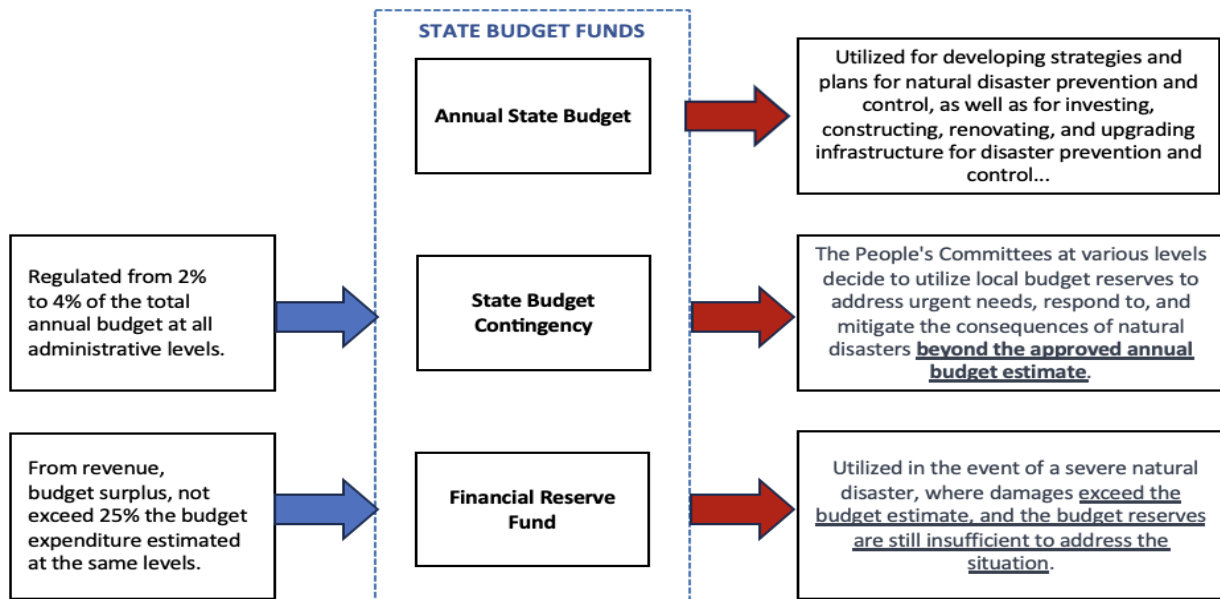 STATE BUDGET FUNDS
Annual State Budget
Utilized for developing strategies and
plans for natural disaster prevention and
control, as well as for investing,
constructing, renovating, and upgrading
infrastructure for disaster prevention and
control...
Regulated from 2%
to 4% of the total
annual budget at all
administrative levels.
State Budget
Contingency
The People's Committees at various levels
decide to utilize local budget reserves to
address urgent needs, respond to, and
mitigate the consequences of natural
disasters beyond the approved annual
budget estimate.
From revenue,
budget surplus, not
exceed 25% the budget
expenditure estimated
at the same levels.
Financial Reserve
Fund
Utilized in the event of a severe natural
disaster, where damages exceed the
budget estimate, and the budget reserves
are still insufficient to address the
situation.